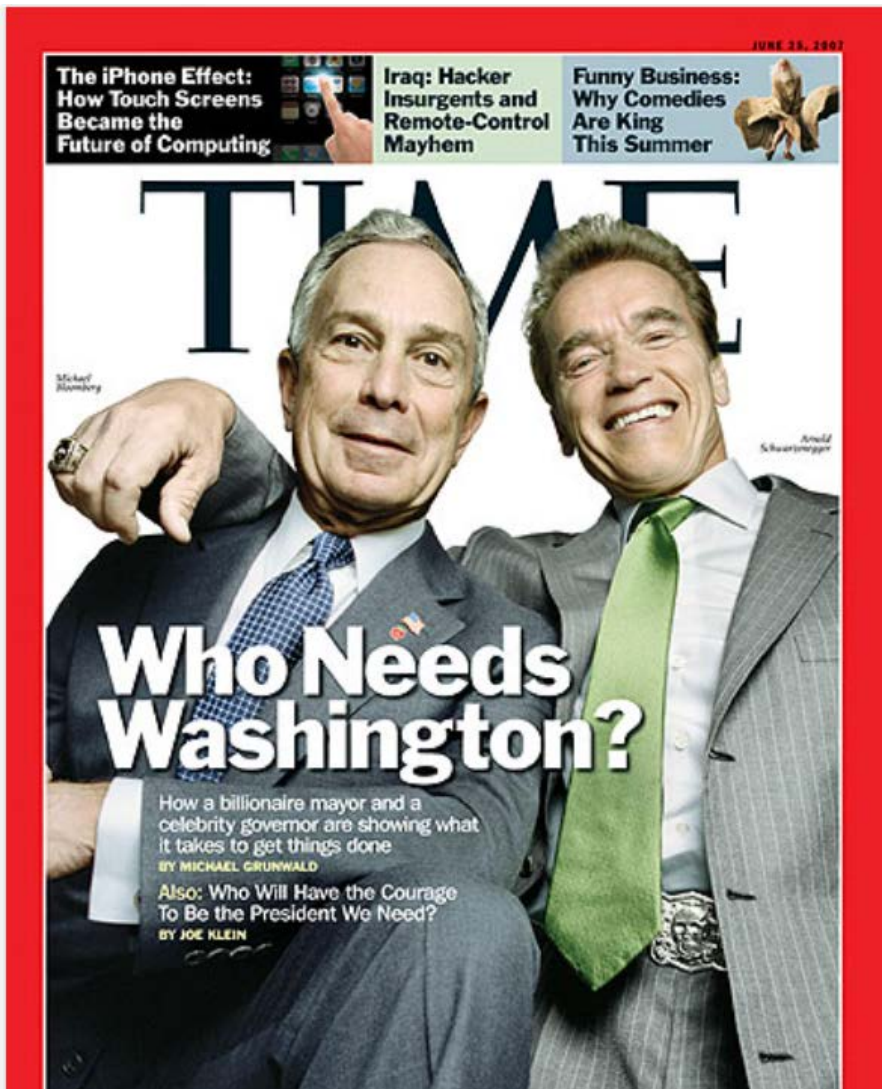 JUNE 25, 2007
The iPhone Effect:
How Touch Screens
Became the
Future of Computing
Iraq: Hacker
Insurgents and
Remote-Control
Mayhem
Funny Business:
Why Comedies
Are King
This Summer
TIME
Michael
Bloomberg
Arnold
Schwarzenegger
Who Needs
Washington?
How a billionaire mayor and a
celebrity governor are showing what
it takes to get things done
BY MICHAEL GRUNWALD
Also: Who Will Have the Courage
To Be the President We Need?
BY JOE KLEIN